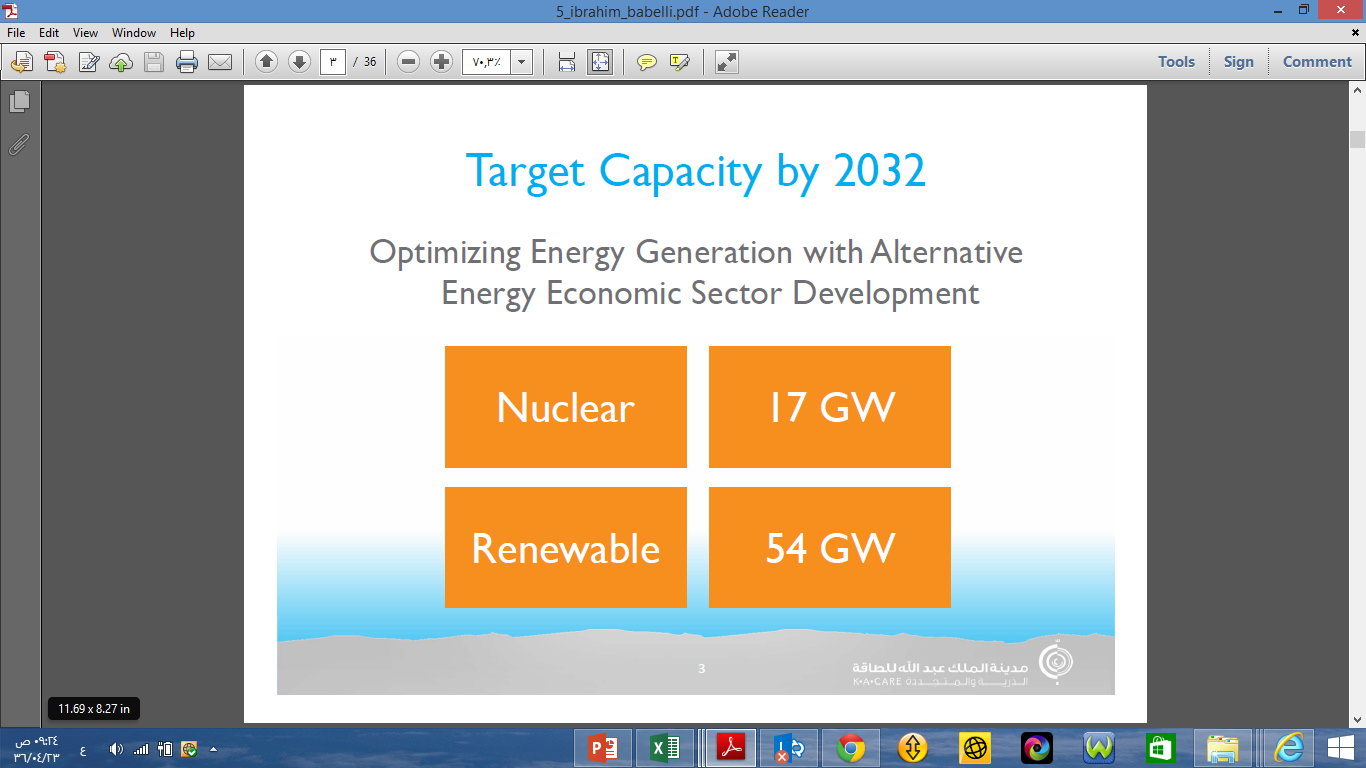 5_ibrahim_babelli.pdf - Adobe Reader
File Edit View Window Help
٣ / 36 ٧٠,٣٪ Tools Sign Comment
Target Capacity by 2032
Optimizing Energy Generation with Alternative
Energy Economic Sector Development
Nuclear 17 GW
Renewable 54 GW
3
مدينة الملك عبد الله للطاقة
K•A•CARE الذرية والمتجددة
11.69 x 8.27 in
٠٩:٢٤ ص
ع
٣٦/٠٤/٢٣